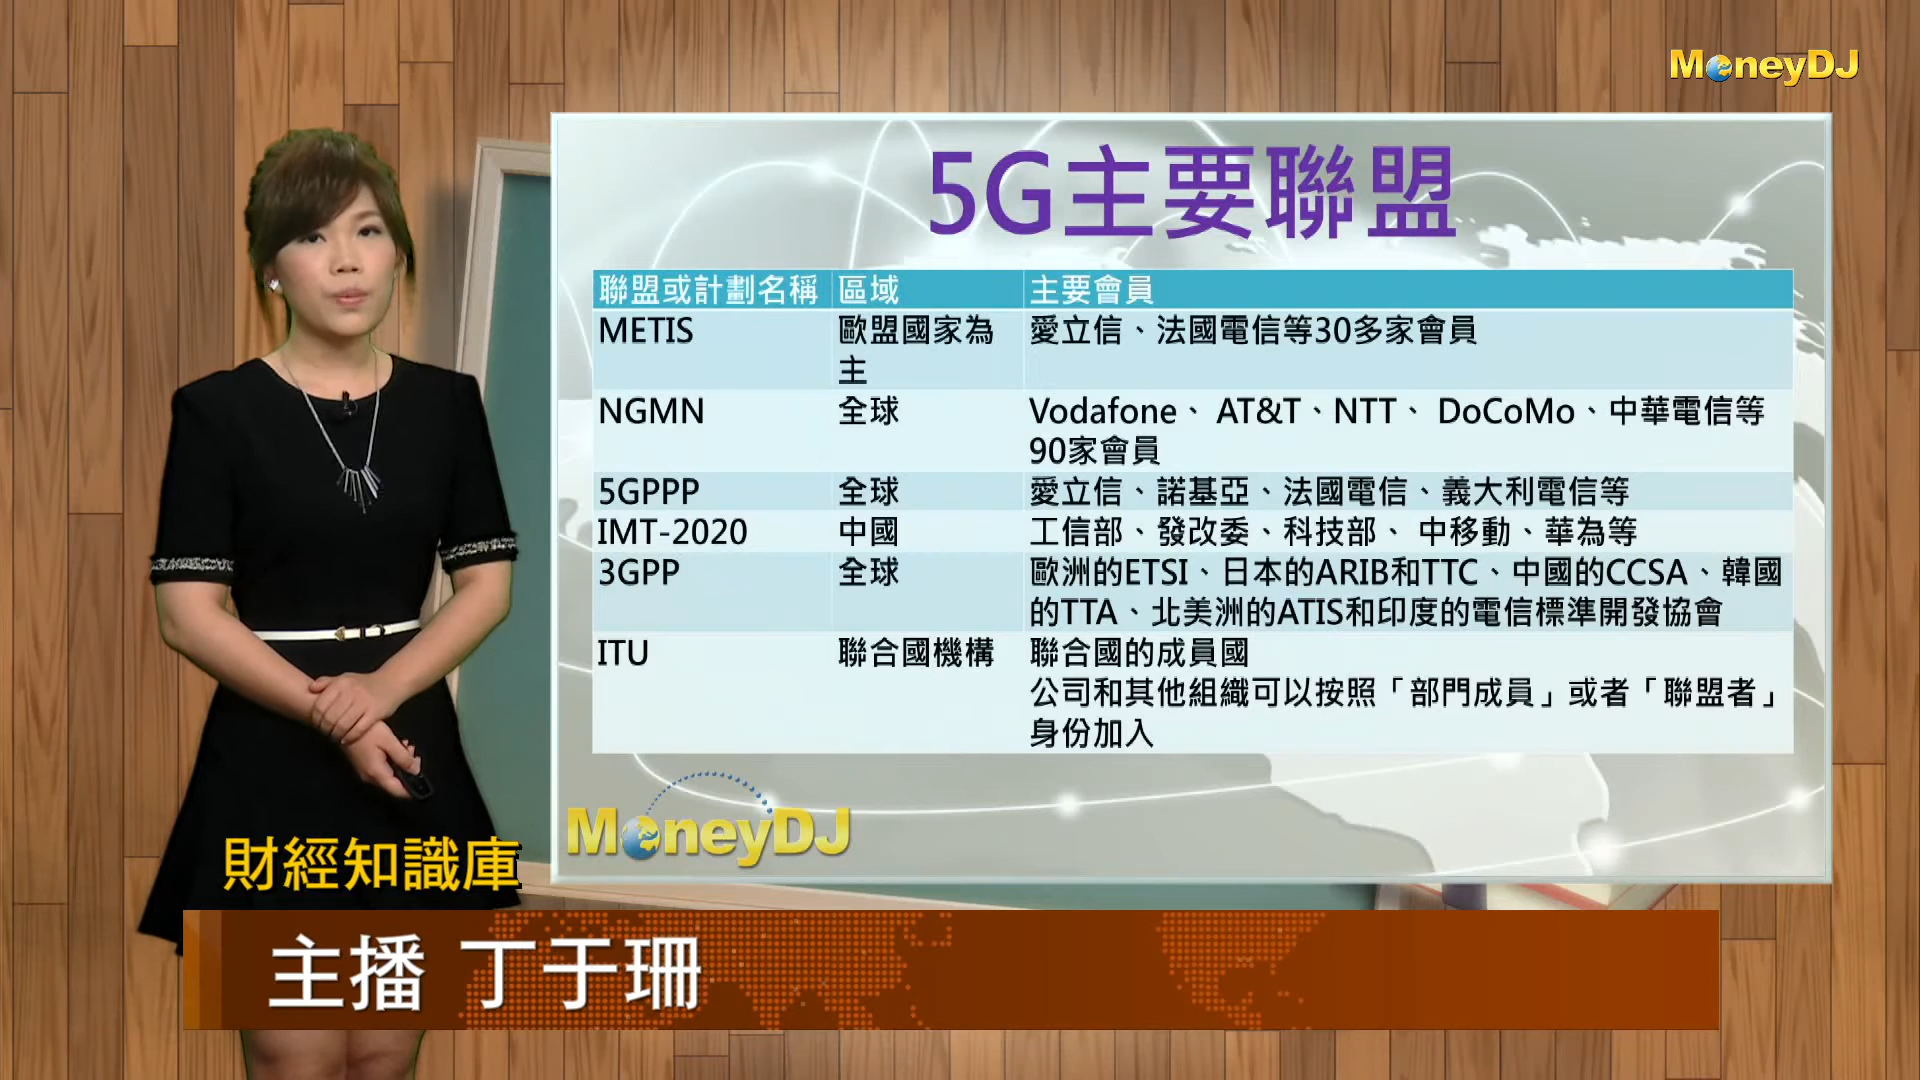 MoneyDJ
5G主要聯盟
聯盟或計劃名稱 區域 主要會員
METIS 歐盟國家為 愛立信、法國電信等30多家會員
主
NGMN 全球 Vodafone、 AT&T、NTT、 DoCoMo、中華電信等
90家會員
5GPPP 全球 愛立信、諾基亞、法國電信、義大利電信等
IMT-2020 中國 工信部、發改委、科技部、 中移動、華為等
3GPP 全球 歐洲的ETSI、日本的ARIB和TTC、中國的CCSA、韓國
的TTA、北美洲的ATIS和印度的電信標準開發協會
ITU 聯合國機構 聯合國的成員國
公司和其他組織可以按照「部門成員」或者「聯盟者」
身份加入
MoneyDJ
財經知識庫
主播 丁于珊